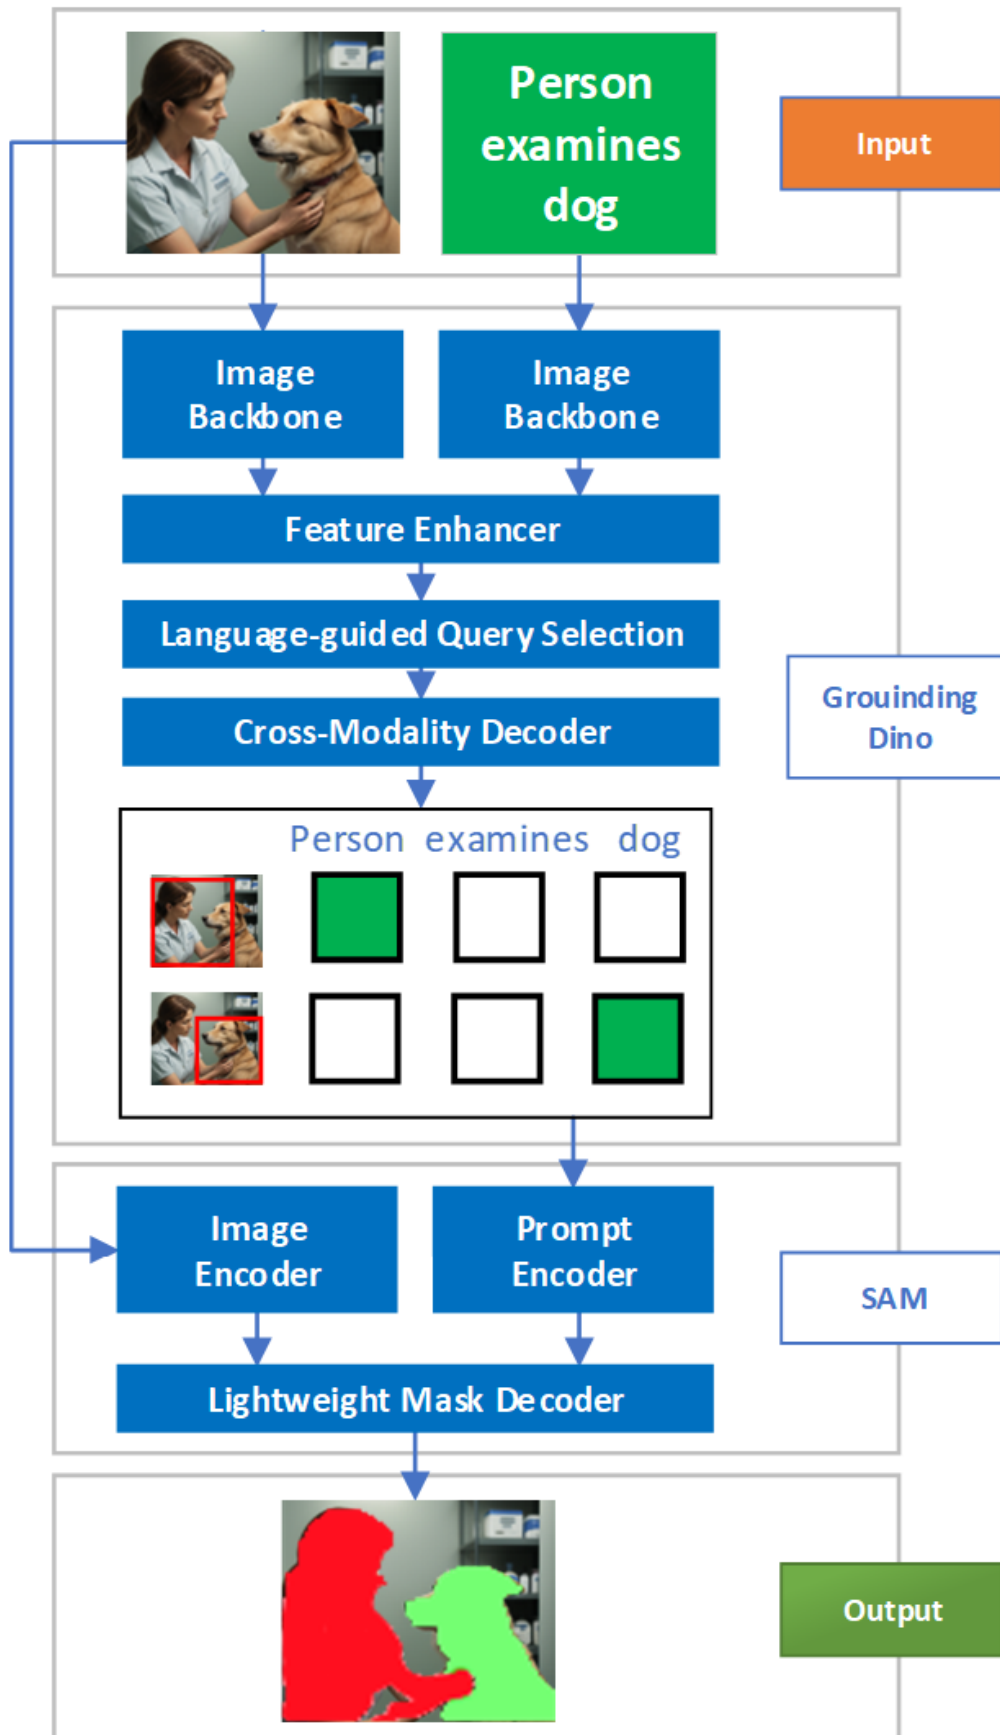 Person
examines
dog
Input
Image
Backbone
Image
Backbone
Feature Enhancer
Language-guided Query Selection
Cross-Modality Decoder
Grouinding
Dino
Person examines dog
Image
Encoder
Prompt
Encoder
SAM
Lightweight Mask Decoder
Output